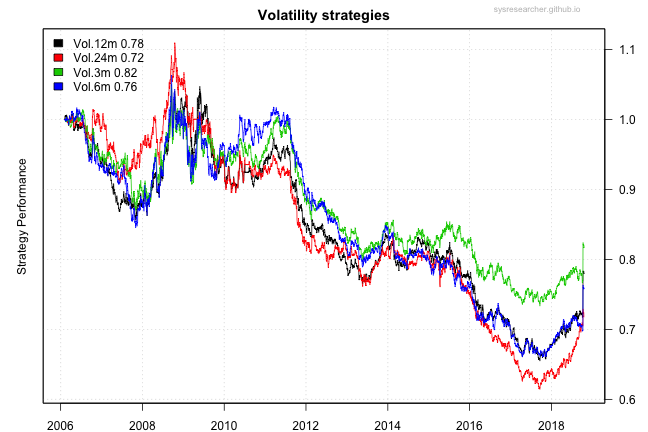 Volatility strategies
sysresearcher.github.io
Vol.12m 0.78
Vol.24m 0.72
Vol.3m 0.82
Vol.6m 0.76
Strategy Performance
1.1
1.0
0.9
0.8
0.7
0.6
2006 2008 2010 2012 2014 2016 2018